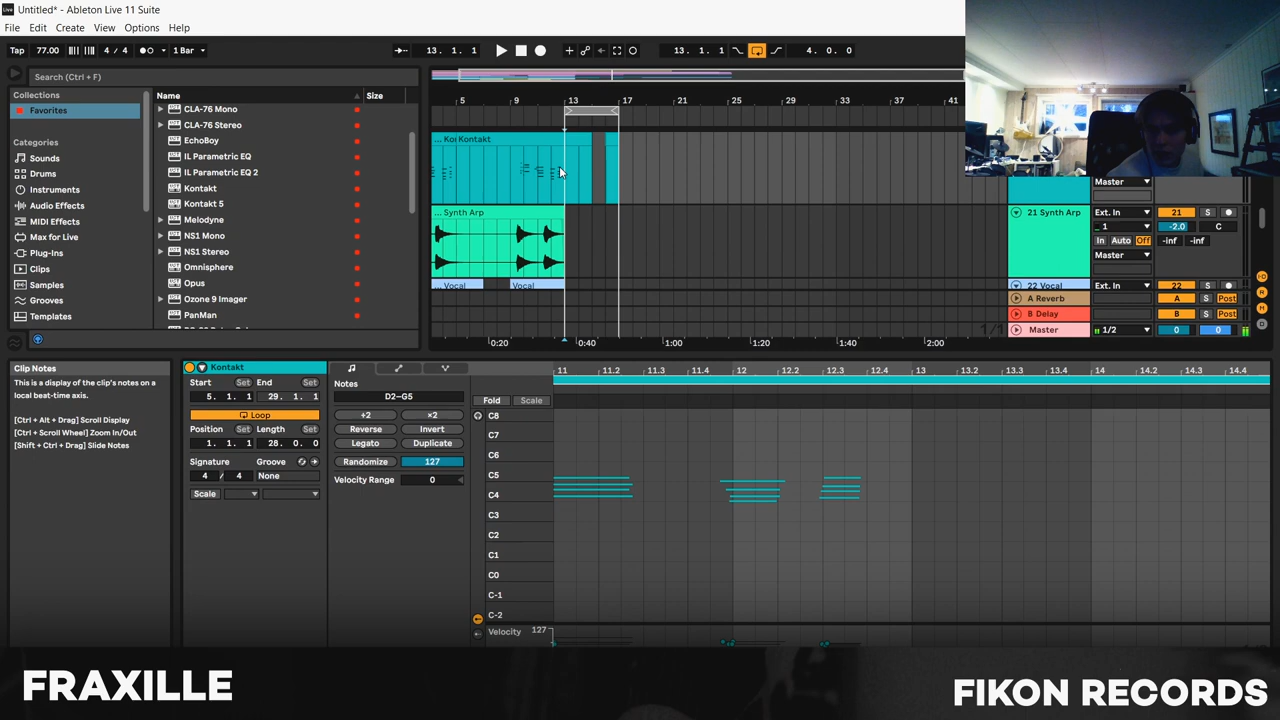 Untitled* - Ableton Live 11 Suite
File Edit Create View Options Help
Tap 77.00 4 / 4 1 Bar 13. 1. 1 13. 1. 1 4. 0. 0
Search (Ctrl + F)
Collections
Favorites
Categories
Sounds
Drums
Instruments
Audio Effects
MIDI Effects
Max for Live
Plug-Ins
Clips
Samples
Grooves
Templates
Name Size
CLA-76 Mono
CLA-76 Stereo
EchoBoy
IL Parametric EQ
IL Parametric EQ 2
Kontakt
Kontakt 5
Melodyne
NS1 Mono
NS1 Stereo
Omnisphere
Opus
Ozone 9 Imager
PanMan
5 9 13 17 21 25 29 33 37 41
... Koı Kontakt
... Synth Arp
... Vocal Vocal
1/1
0:20 0:40 1:00 1:20 1:40 2:00
Master
21 Synth Arp Ext. In 21 S
1 -2.0 C
In Auto Off -inf -inf
Master
22 Vocal Ext. In 22 S
A Reverb A S Post
B Delay B S Post
Master 1/2 0 0
H
R
M
D
Clip Notes
This is a display of the clip's notes on a
local beat-time axis.
[Ctrl + Alt + Drag] Scroll Display
[Ctrl + Scroll Wheel] Zoom In/Out
[Shift + Ctrl + Drag] Slide Notes
Kontakt
Start Set End Set
5. 1. 1 29. 1. 1
Loop
Position Set Length Set
1. 1. 1 28. 0. 0
Signature Groove
4 / 4 None
Scale
Notes
D2–G5
+2 ×2
Reverse Invert
Legato Duplicate
Randomize 127
Velocity Range 0
11 11.2 11.3 11.4 12 12.2 12.3 12.4 13 13.2 13.3 13.4 14 14.2 14.3 14.4
Fold Scale
C8
C7
C6
C5
C4
C3
C2
C1
C0
C-1
C-2
Velocity 127
FRAXILLE
FIKON RECORDS